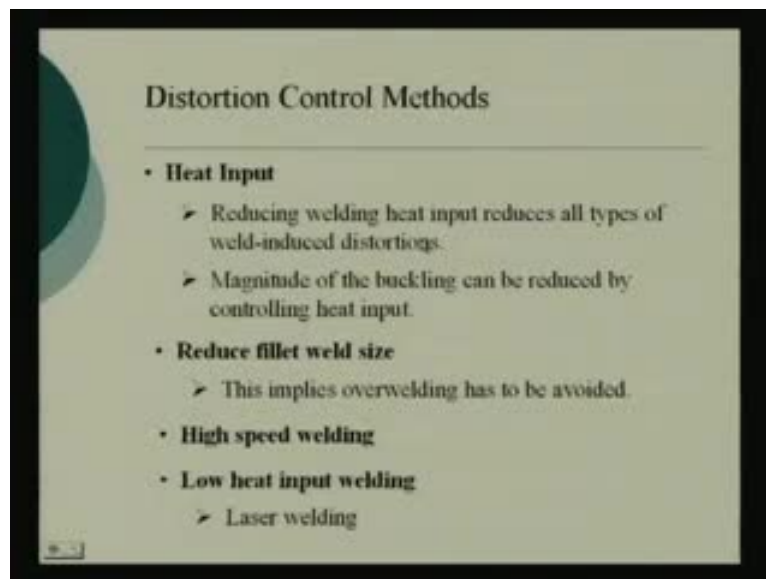 Distortion Control Methods
• Heat Input
➢ Reducing welding heat input reduces all types of
weld-induced distortions.
➢ Magnitude of the buckling can be reduced by
controlling heat input.
• Reduce fillet weld size
➢ This implies overwelding has to be avoided.
• High speed welding
• Low heat input welding
➢ Laser welding